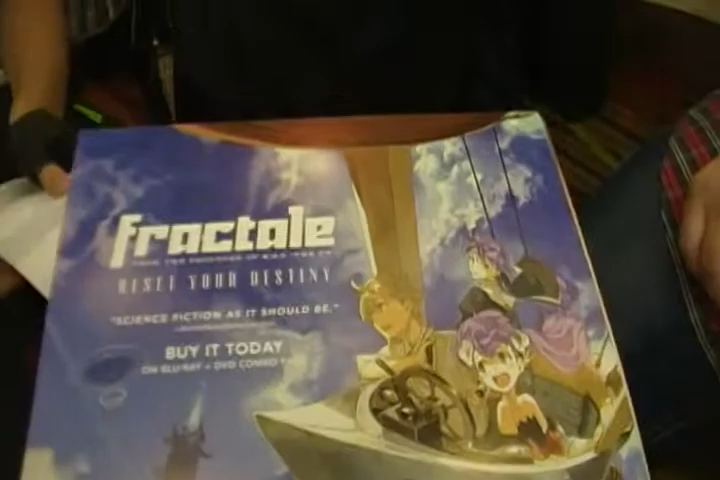 fractale
RESET YOUR DESTINY
"SCIENCE FICTION AS IT SHOULD BE."
BUY IT TODAY
ON BLU-RAY + DVD COMBO